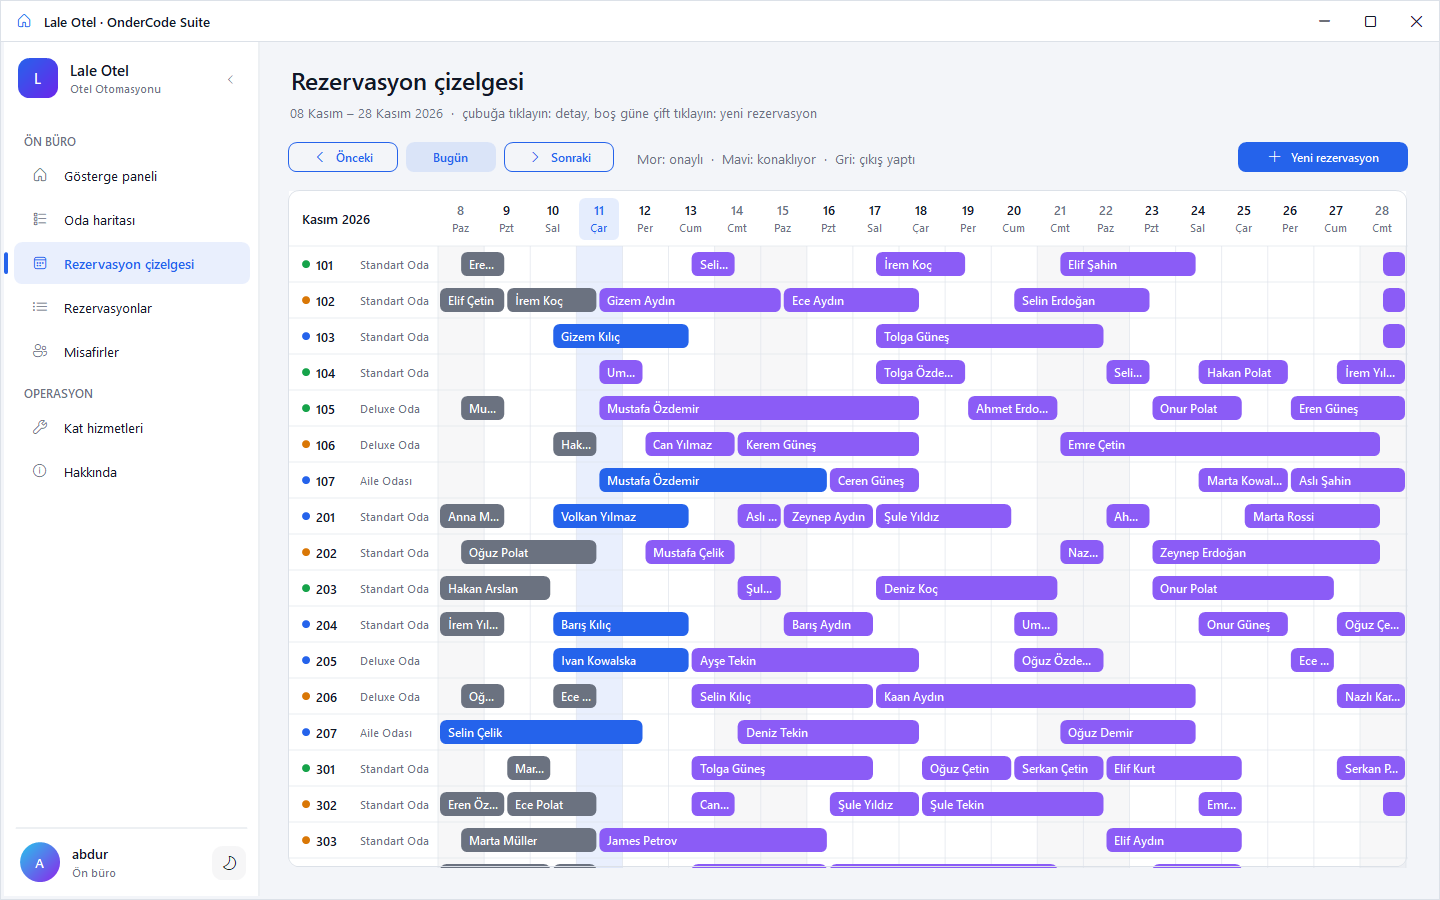 Lale Otel · OnderCode Suite
L
Lale Otel
Otel Otomasyonu
ÖN BÜRO
Gösterge paneli
Oda haritası
Rezervasyon çizelgesi
Rezervasyonlar
Misafirler
OPERASYON
Kat hizmetleri
Hakkında
A
abdur
Ön büro
Rezervasyon çizelgesi
08 Kasım – 28 Kasım 2026 · çubuğa tıklayın: detay, boş güne çift tıklayın: yeni rezervasyon
Önceki
Bugün
Sonraki
Mor: onaylı · Mavi: konaklıyor · Gri: çıkış yaptı
Yeni rezervasyon
Kasım 2026 8 9 10 11 12 13 14 15 16 17 18 19 20 21 22 23 24 25 26 27 28
Paz Pzt Sal Çar Per Cum Cmt Paz Pzt Sal Çar Per Cum Cmt Paz Pzt Sal Çar Per Cum Cmt
101 Standart Oda Ere... Seli... İrem Koç Elif Şahin
102 Standart Oda Elif Çetin İrem Koç Gizem Aydın Ece Aydın Selin Erdoğan
103 Standart Oda Gizem Kılıç Tolga Güneş
104 Standart Oda Um... Tolga Özde... Seli... Hakan Polat İrem Yıl...
105 Deluxe Oda Mu... Mustafa Özdemir Ahmet Erdo... Onur Polat Eren Güneş
106 Deluxe Oda Hak... Can Yılmaz Kerem Güneş Emre Çetin
107 Aile Odası Mustafa Özdemir Ceren Güneş Marta Kowal... Aslı Şahin
201 Standart Oda Anna M... Volkan Yılmaz Aslı ... Zeynep Aydın Şule Yıldız Ah... Marta Rossi
202 Standart Oda Oğuz Polat Mustafa Çelik Naz... Zeynep Erdoğan
203 Standart Oda Hakan Arslan Şul... Deniz Koç Onur Polat
204 Standart Oda İrem Yıl... Barış Kılıç Barış Aydın Um... Onur Güneş Oğuz Çe...
205 Deluxe Oda Ivan Kowalska Ayşe Tekin Oğuz Özde... Ece ...
206 Deluxe Oda Oğ... Ece ... Selin Kılıç Kaan Aydın Nazlı Kar...
207 Aile Odası Selin Çelik Deniz Tekin Oğuz Demir
301 Standart Oda Mar... Tolga Güneş Oğuz Çetin Serkan Çetin Elif Kurt Serkan P...
302 Standart Oda Eren Öz... Ece Polat Can... Şule Yıldız Şule Tekin Emr...
303 Standart Oda Marta Müller James Petrov Elif Aydın